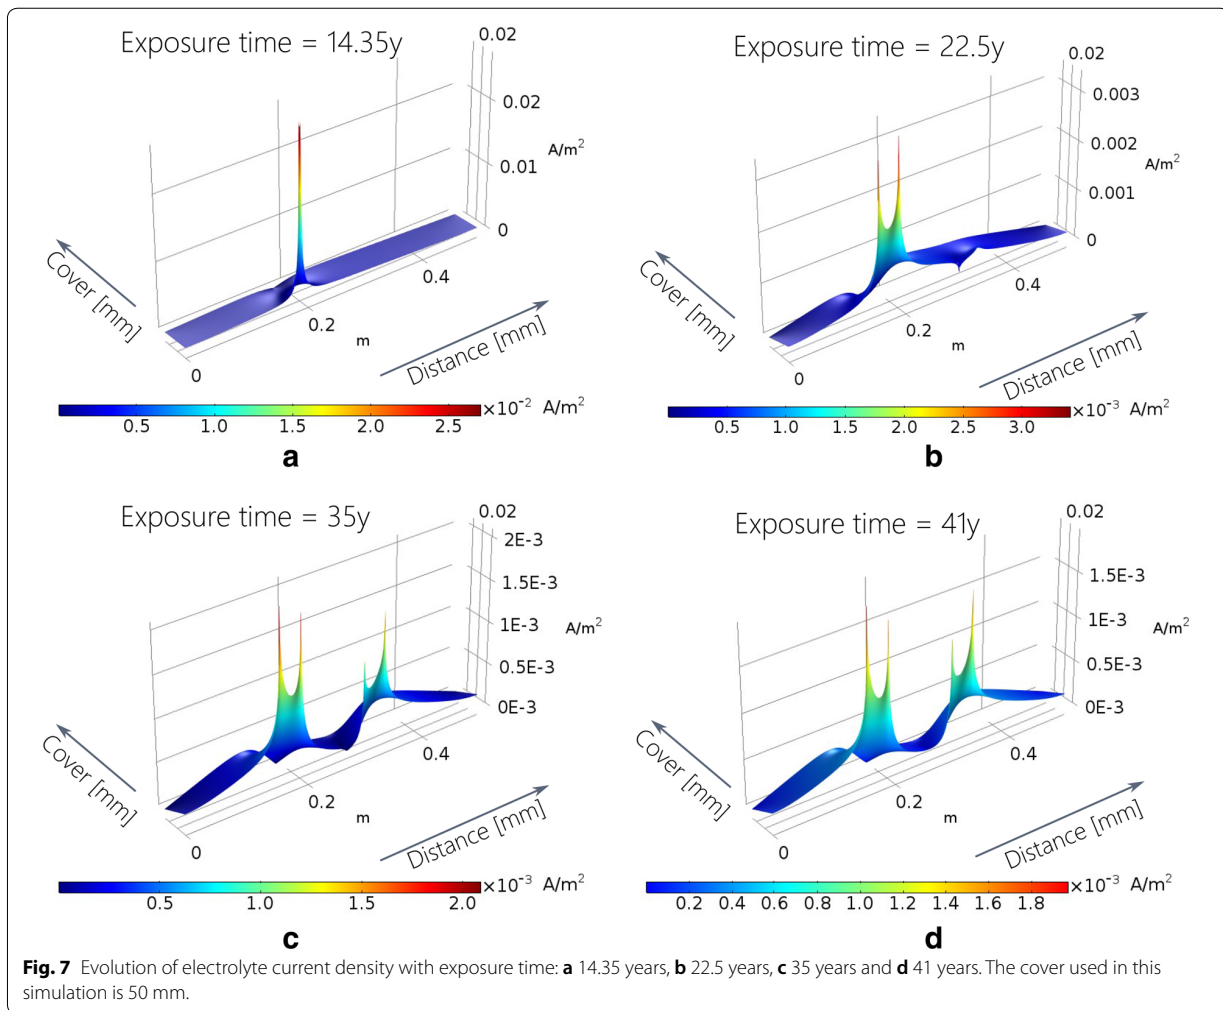 Exposure time = 14.35y
0.02
0.02
A/m²
0.01
0
0.4
0.2
m
0
Cover [mm]
Distance [mm]
0.5 1.0 1.5 2.0 2.5 ×10⁻² A/m²
a
Exposure time = 22.5y
0.02
0.003
0.002
A/m²
0.001
0
0.4
0.2
m
0
Cover [mm]
Distance [mm]
0.5 1.0 1.5 2.0 2.5 3.0 ×10⁻³ A/m²
b
Exposure time = 35y
0.02
2E-3
1.5E-3
1E-3
A/m²
0.5E-3
0E-3
0.4
0.2
m
0
Cover [mm]
Distance [mm]
0.5 1.0 1.5 2.0 ×10⁻³ A/m²
c
Exposure time = 41y
0.02
1.5E-3
1E-3
A/m²
0.5E-3
0E-3
0.4
0.2
m
0
Cover [mm]
Distance [mm]
0.2 0.4 0.6 0.8 1.0 1.2 1.4 1.6 1.8 ×10⁻³ A/m²
d
Fig. 7 Evolution of electrolyte current density with exposure time: a 14.35 years, b 22.5 years, c 35 years and d 41 years. The cover used in this
simulation is 50 mm.